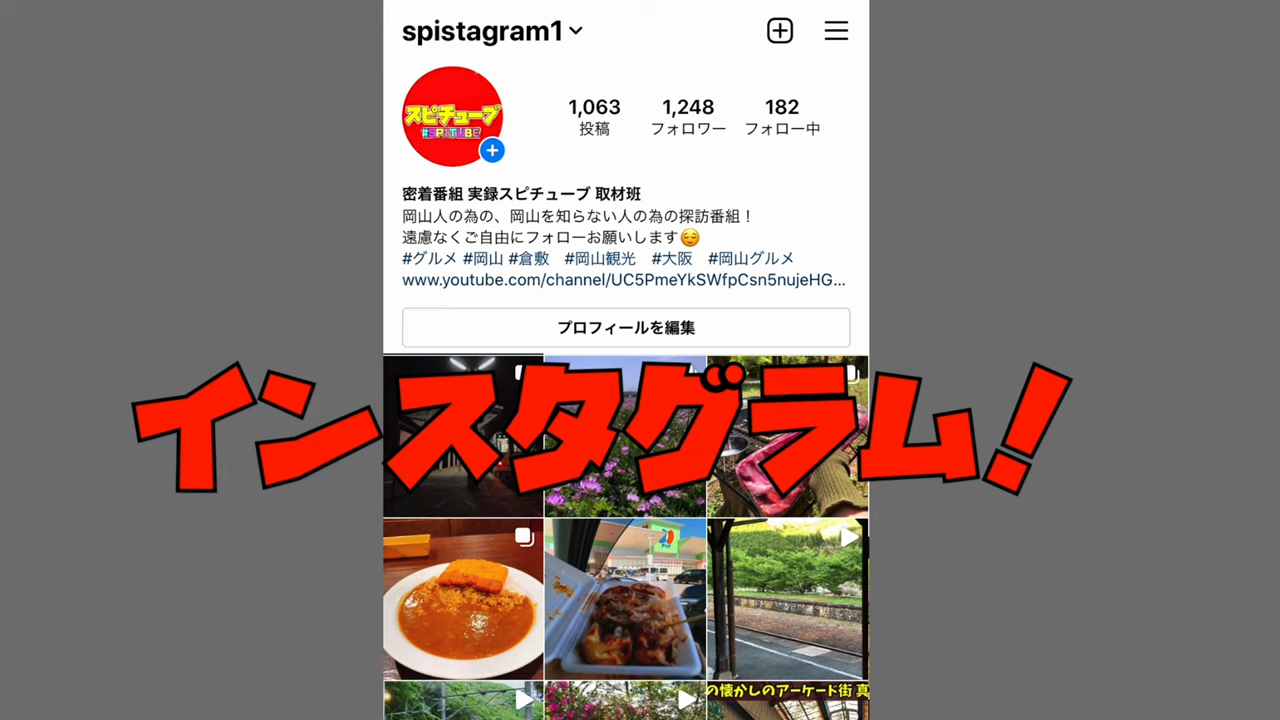 spistagram1
スピチューブ
#SPITUBE
1,063
投稿
1,248
フォロワー
182
フォロー中
密着番組 実録スピチューブ 取材班
岡山人の為の、岡山を知らない人の為の探訪番組！
遠慮なくご自由にフォローお願いします😌
#グルメ #岡山 #倉敷 #岡山観光 #大阪 #岡山グルメ
www.youtube.com/channel/UC5PmeYkSWfpCsn5nujeHG...
プロフィールを編集
インスタグラム！
の懐かしのアーケード街 真